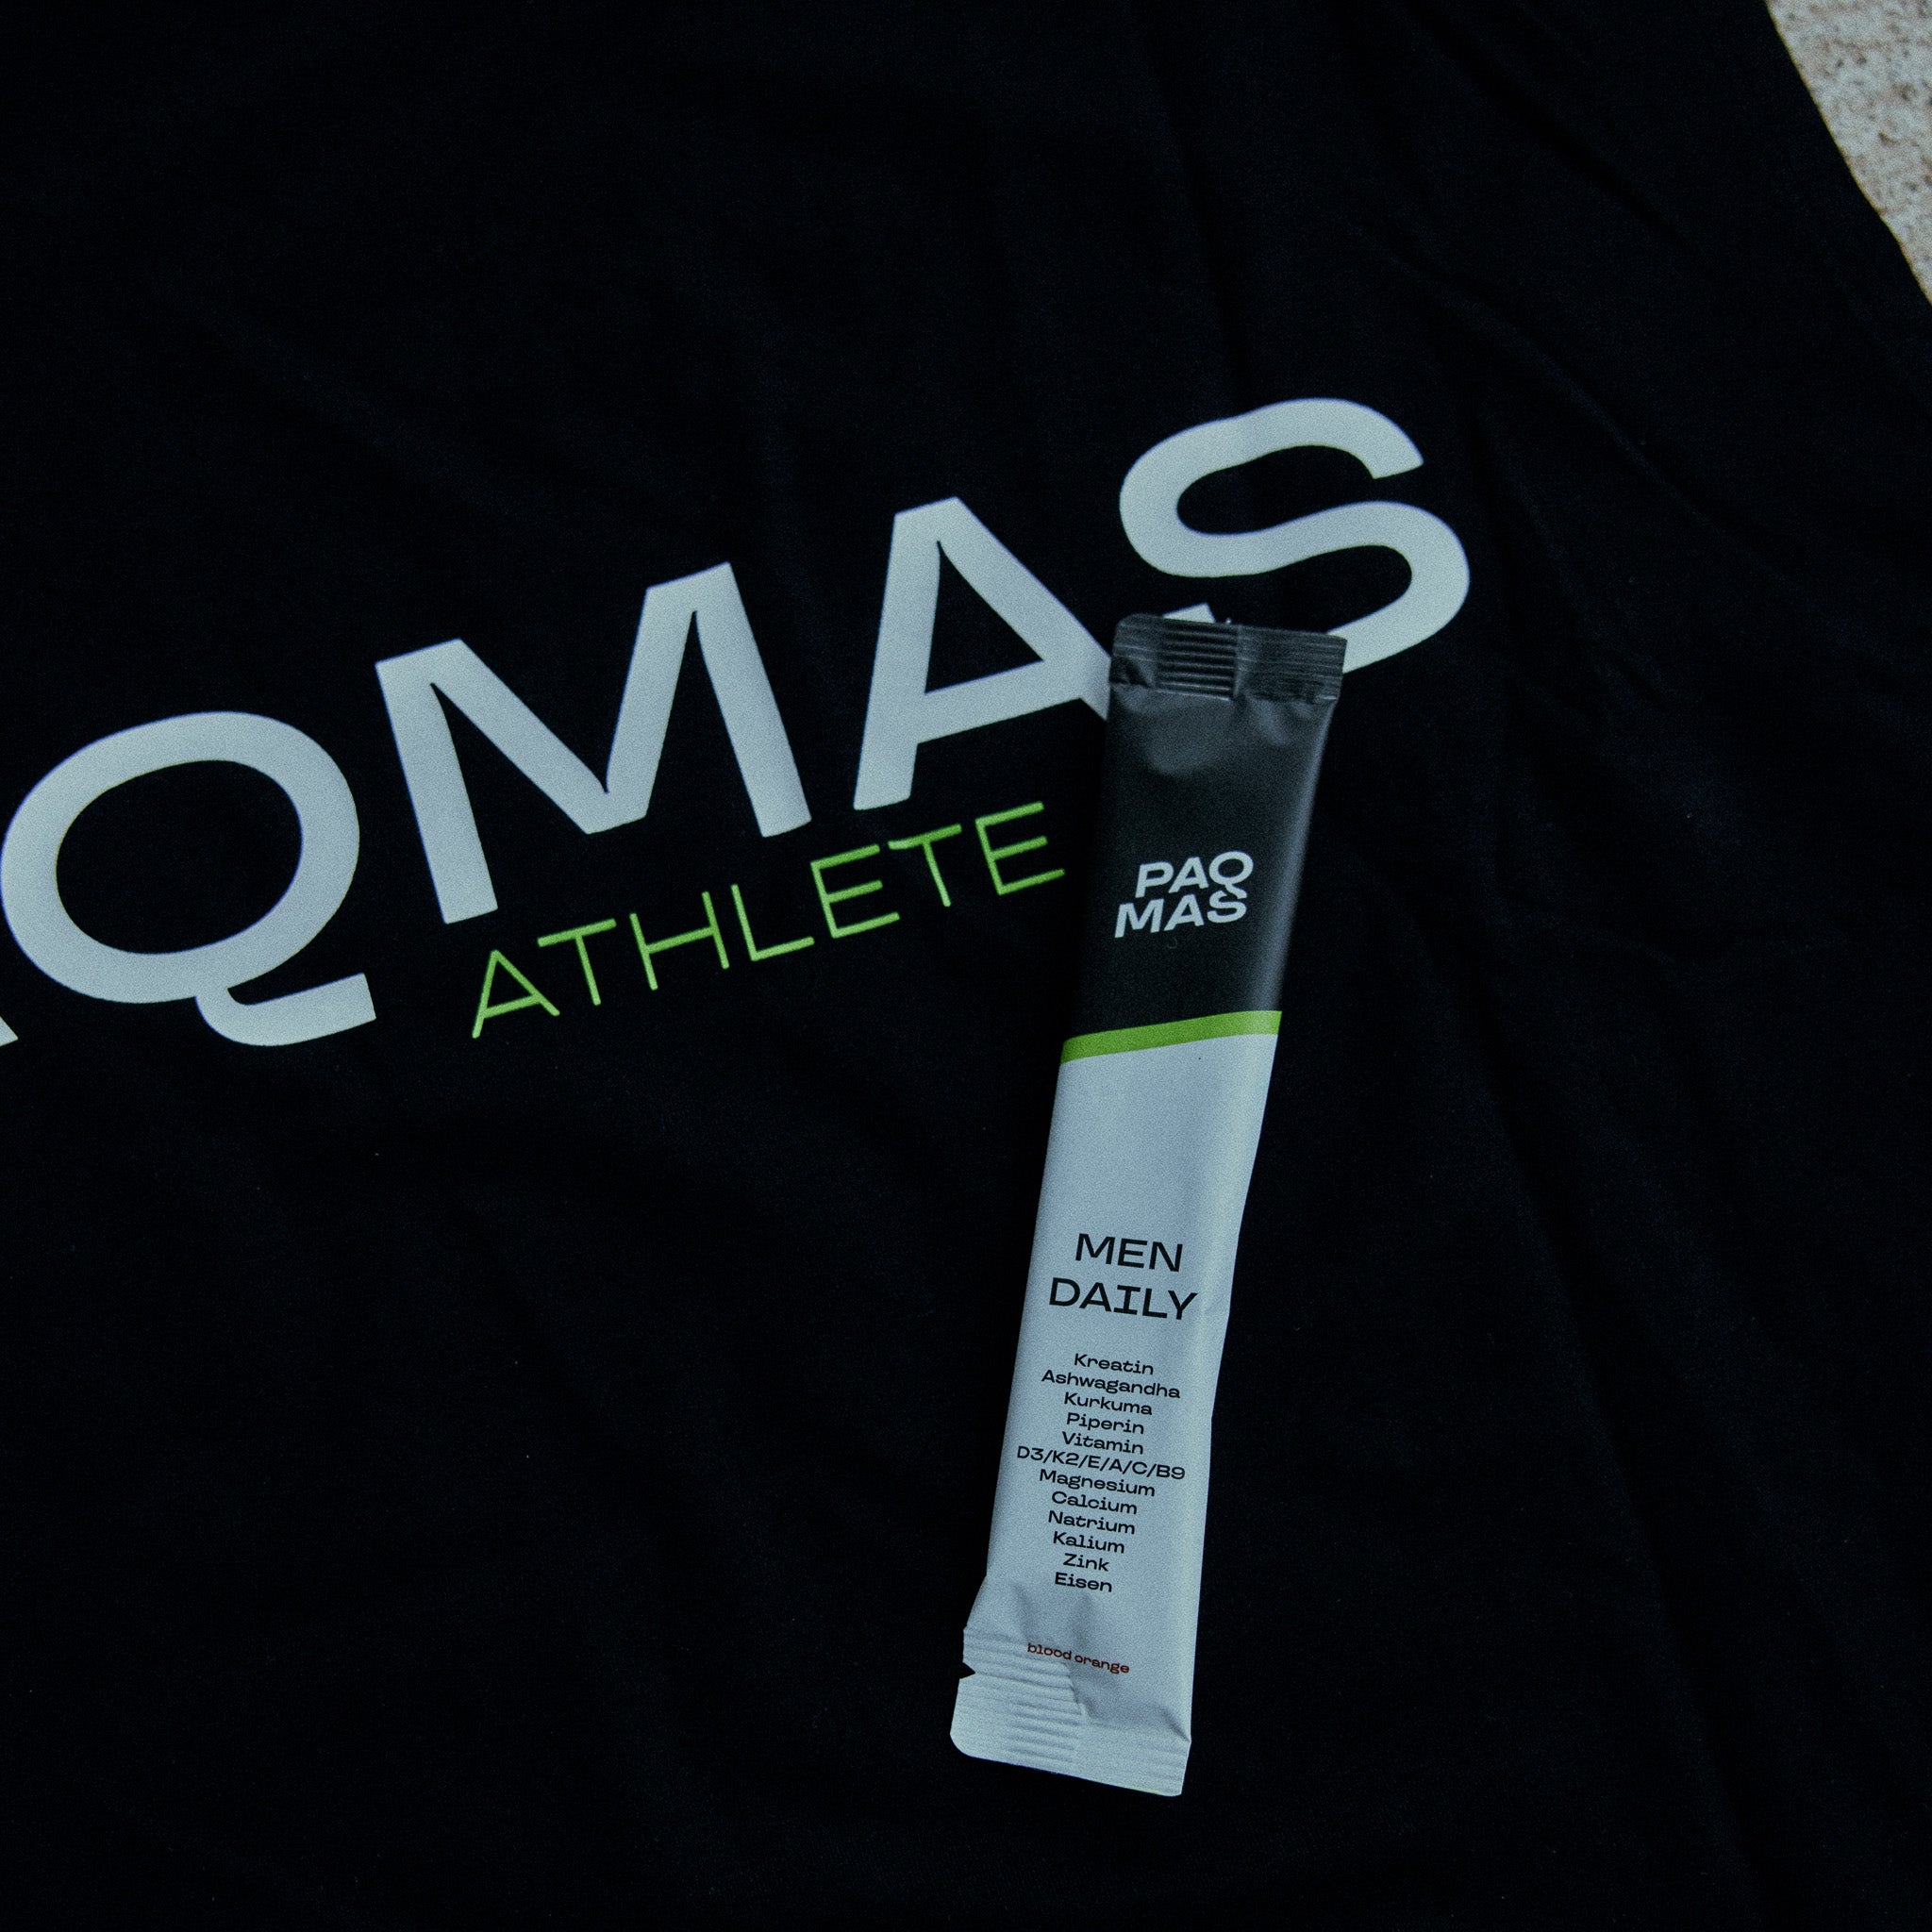 QMAS
ATHLETE
PAQ
MAS
MEN
DAILY
Kreatin
Ashwagandha
Kurkuma
Piperin
Vitamin
D3/K2/E/A/C/B9
Magnesium
Calcium
Natrium
Kalium
Zink
Eisen
blood orange